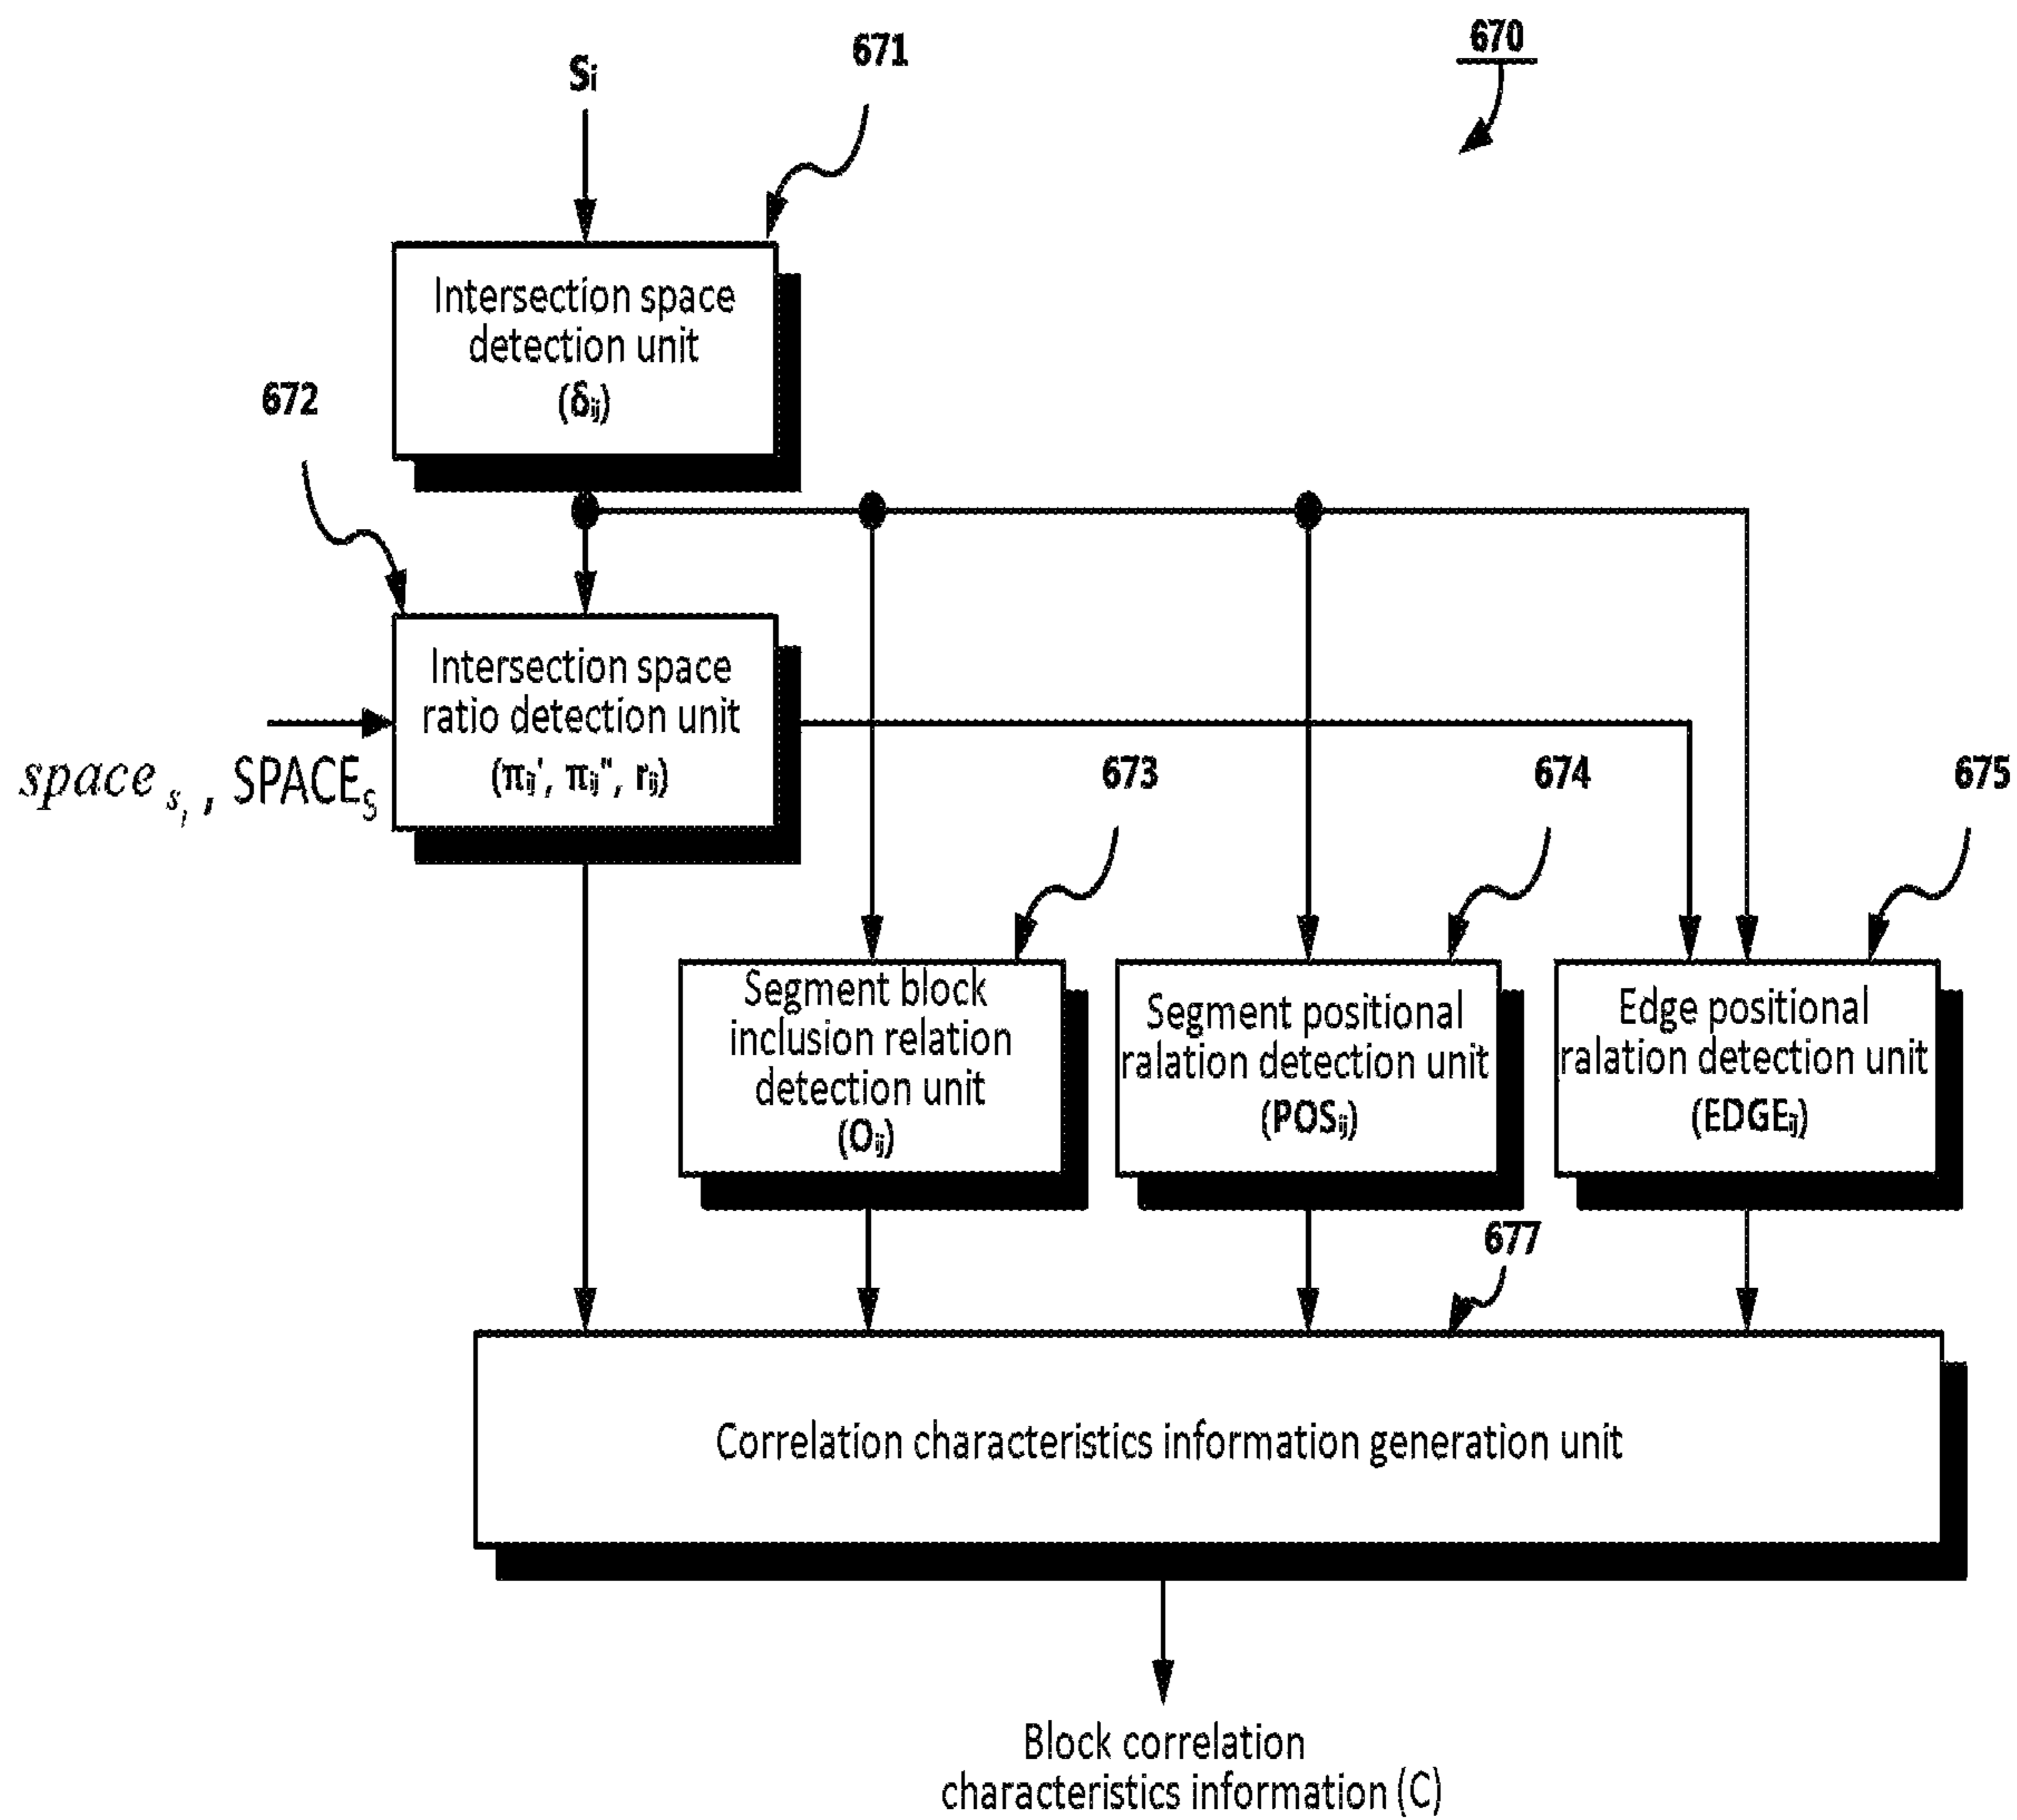 670
671
Si
Intersection space
detection unit
(δij)
672
Intersection space
ratio detection unit
(πij', πij", rij)
space si , SPACES
673
674
675
Segment block
inclusion relation
detection unit
(Oij)
Segment positional
ralation detection unit
(POSij)
Edge positional
ralation detection unit
(EDGEij)
677
Correlation characteristics information generation unit
Block correlation
characteristics information (C)